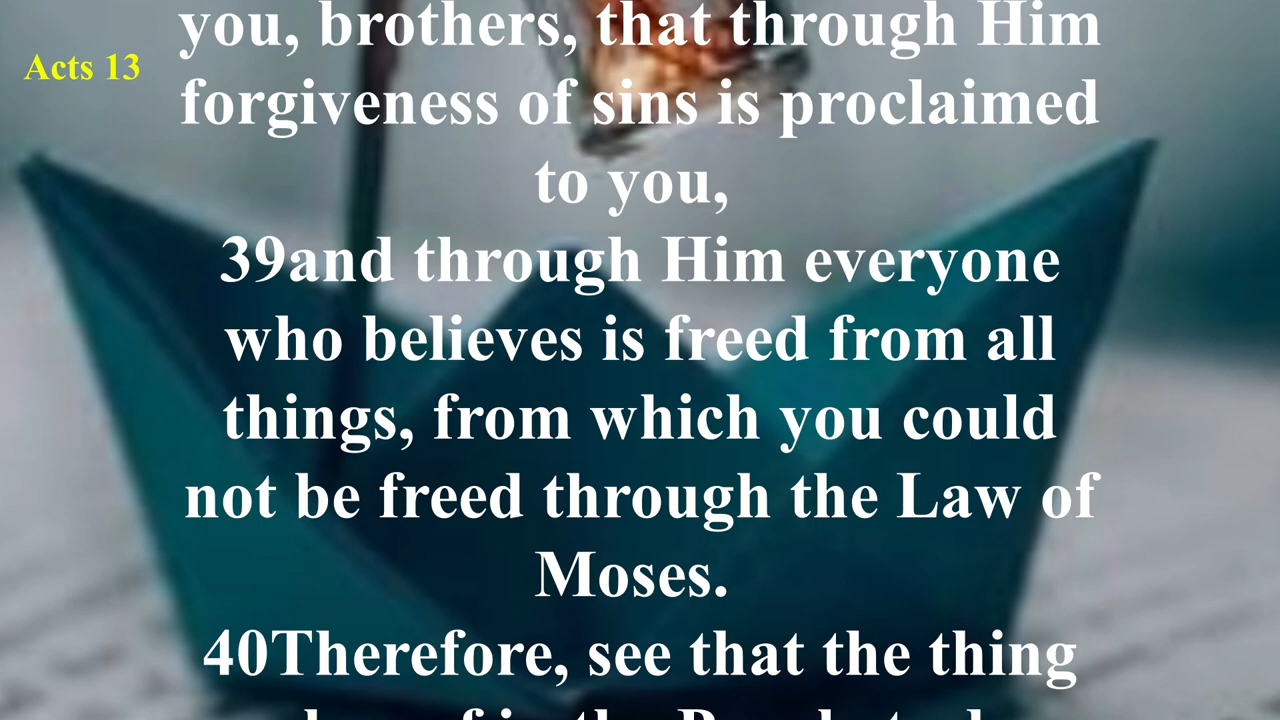 you, brothers, that through Him
Acts 13
forgiveness of sins is proclaimed
to you,
39and through Him everyone
who believes is freed from all
things, from which you could
not be freed through the Law of
Moses.
40Therefore, see that the thing